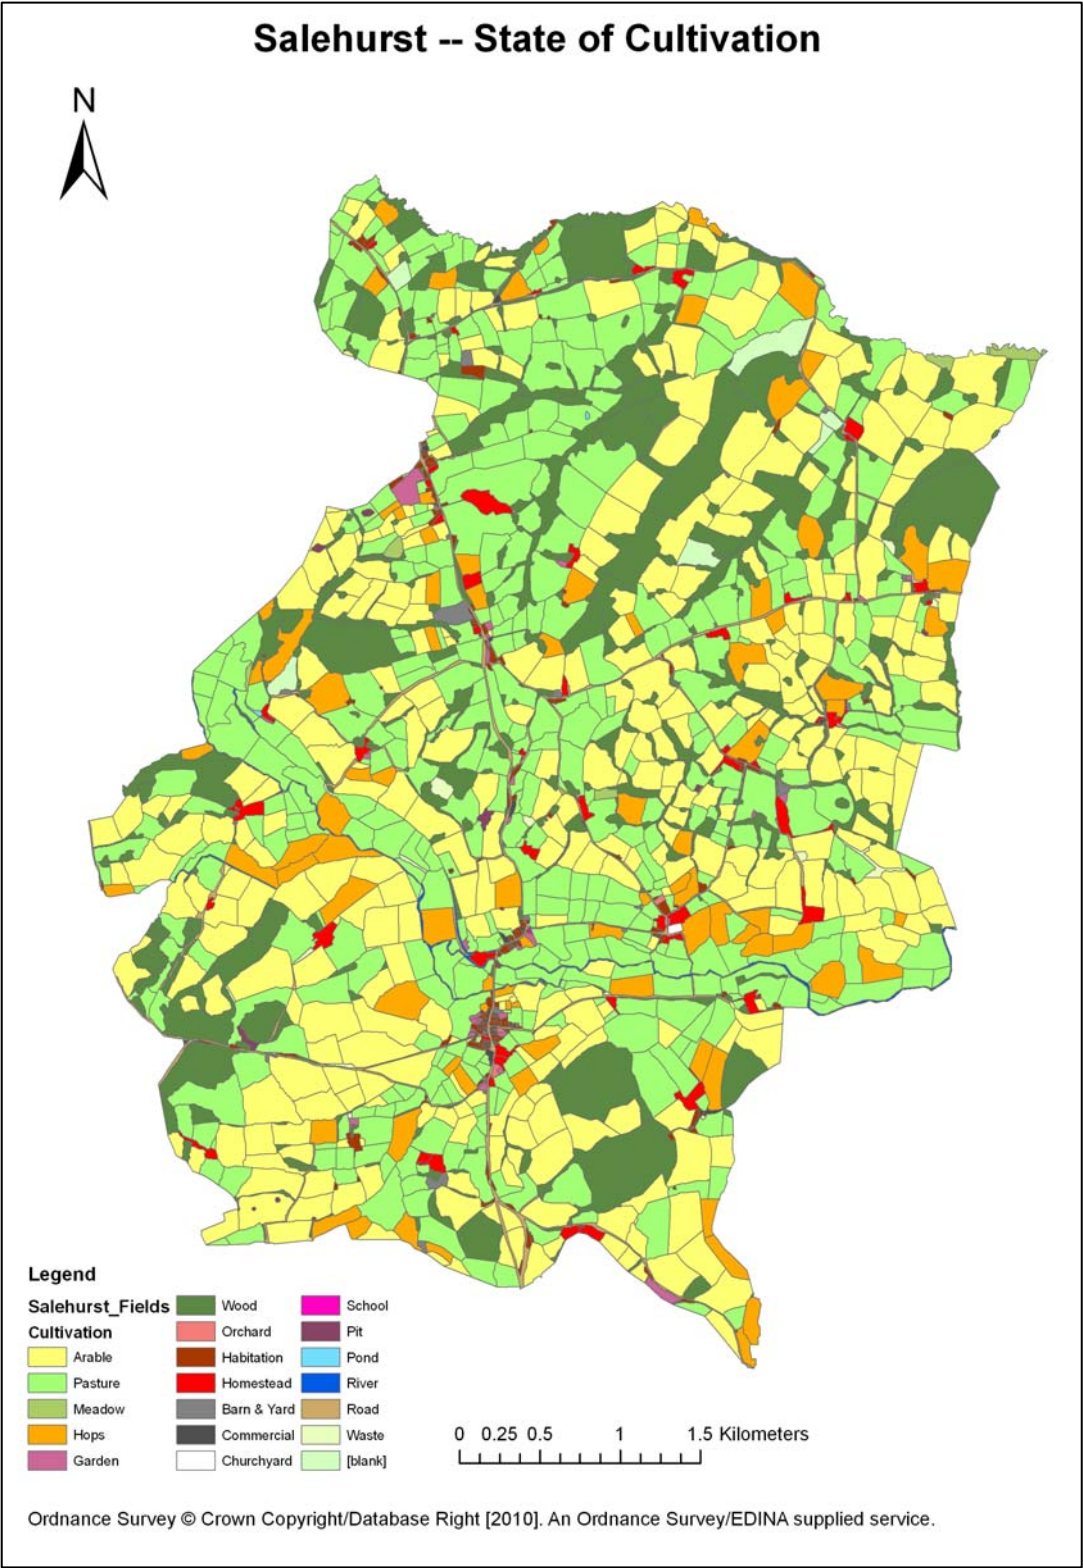 Salehurst -- State of Cultivation
N
Legend
Salehurst_Fields
Cultivation
Arable
Pasture
Meadow
Hops
Garden
Wood
Orchard
Habitation
Homestead
Barn & Yard
Commercial
Churchyard
School
Pit
Pond
River
Road
Waste
[blank]
0 0.25 0.5 1 1.5 Kilometers
Ordnance Survey © Crown Copyright/Database Right [2010]. An Ordnance Survey/EDINA supplied service.